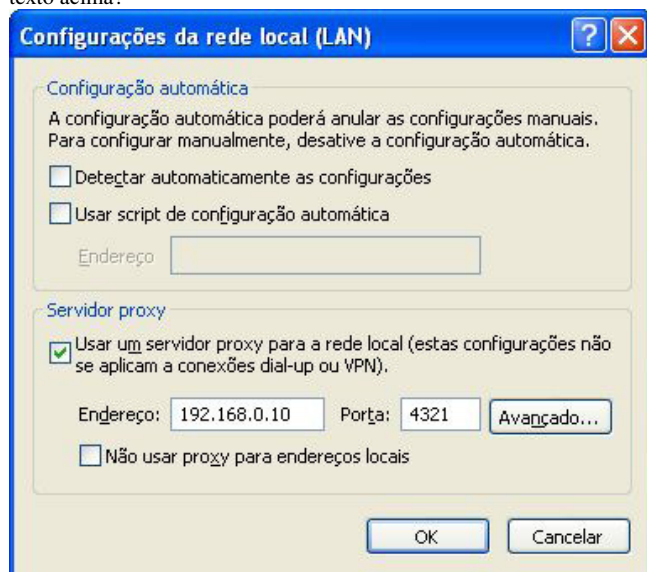 texto acima?
Configurações da rede local (LAN)
Configuração automática
A configuração automática poderá anular as configurações manuais.
Para configurar manualmente, desative a configuração automática.
Detectar automaticamente as configurações
Usar script de configuração automática
Endereço
Servidor proxy
Usar um servidor proxy para a rede local (estas configurações não
se aplicam a conexões dial-up ou VPN).
Endereço: 192.168.0.10 Porta: 4321 Avançado...
Não usar proxy para endereços locais
OK Cancelar